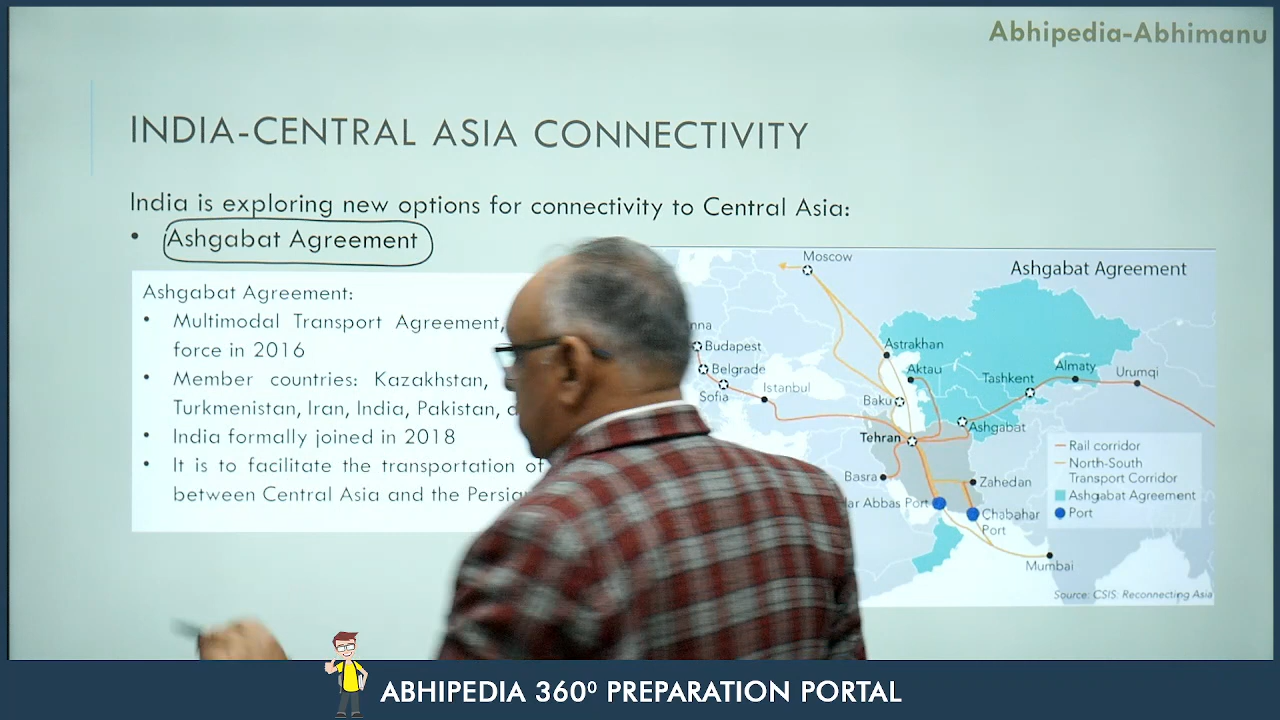 Abhipedia-Abhimanu
INDIA-CENTRAL ASIA CONNECTIVITY
India is exploring new options for connectivity to Central Asia:
• Ashgabat Agreement
Ashgabat Agreement:
• Multimodal Transport Agreement,
force in 2016
• Member countries: Kazakhstan,
Turkmenistan, Iran, India, Pakistan,
• India formally joined in 2018
• It is to facilitate the transportation of
between Central Asia and the
Ashgabat Agreement
Moscow
Budapest
Belgrade
Sofia
Istanbul
Astrakhan
Aktau
Baku
Tashkent
Almaty
Urumqi
Ashgabat
Tehran
Basra
Zahedan
Abbas Port
Chabahar
Port
Mumbai
Rail corridor
North-South
Transport Corridor
Ashgabat Agreement
Port
Source: CSIS: Reconnecting Asia
ABHIPEDIA 360⁰ PREPARATION PORTAL